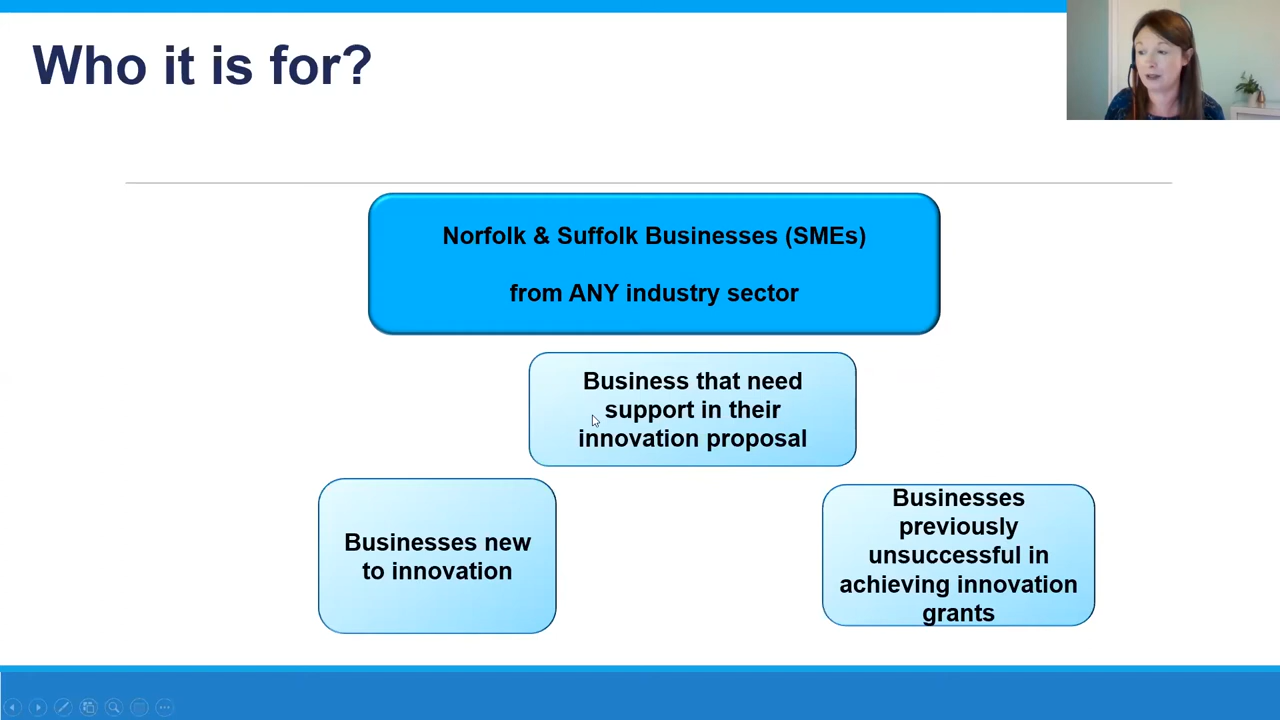 Who it is for?
Norfolk & Suffolk Businesses (SMEs)
from ANY industry sector
Business that need
support in their
innovation proposal
Businesses new
to innovation
Businesses
previously
unsuccessful in
achieving innovation
grants